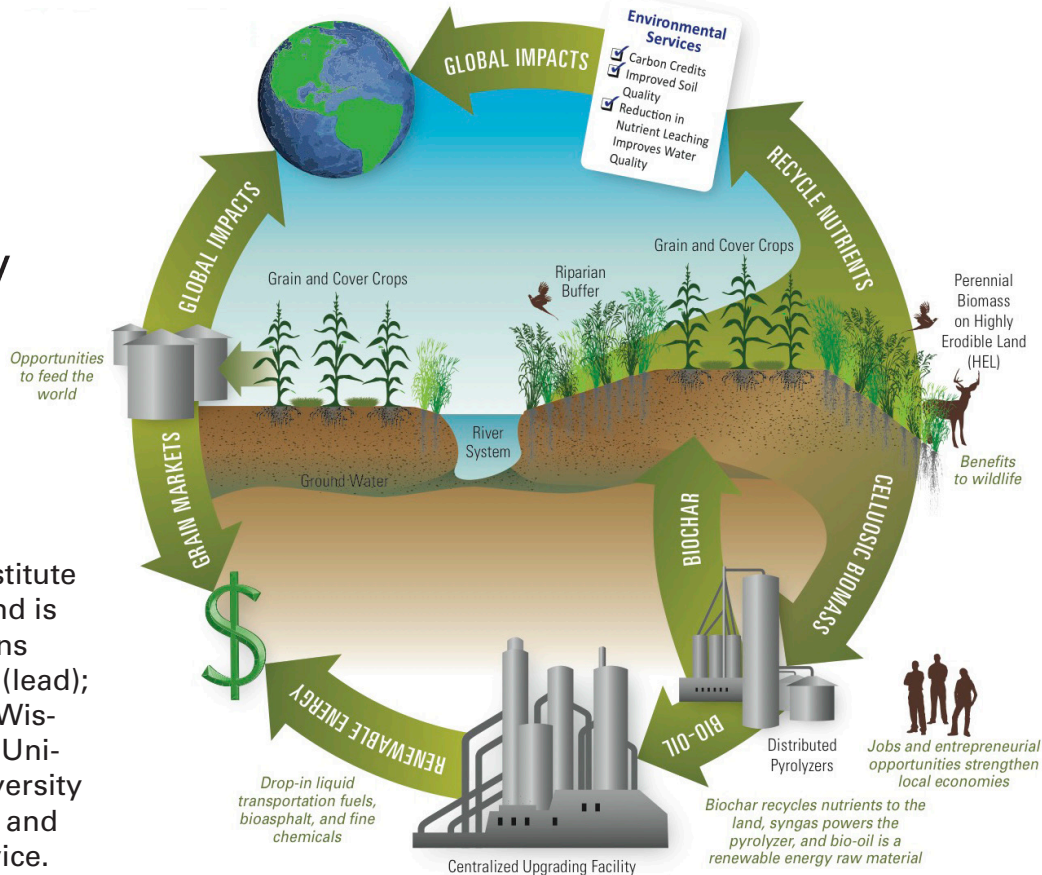 Environmental
Services
Carbon Credits
Improved Soil
Quality
Reduction in
Nutrient Leaching
Improves Water
Quality
GLOBAL IMPACTS
RECYCLE NUTRIENTS
GLOBAL IMPACTS
y
Grain and Cover Crops
Riparian
Buffer
Grain and Cover Crops
Perennial
Biomass
on Highly
Erodible Land
(HEL)
Opportunities
to feed the
world
River
System
Ground Water
Benefits
to wildlife
GRAIN MARKETS
BIOCHAR
CELLUOSIC BIOMASS
stitute
nd is
ns
(lead);
Wis-
Uni-
versity
and
vice.
$
RENEWABLE ENERGY
BIO-OIL
Distributed
Pyrolyzers
Jobs and entrepreneurial
opportunities strengthen
local economies
Drop-in liquid
transportation fuels,
bioasphalt, and fine
chemicals
Biochar recycles nutrients to the
land, syngas powers the
pyrolyzer, and bio-oil is a
renewable energy raw material
Centralized Upgrading Facility